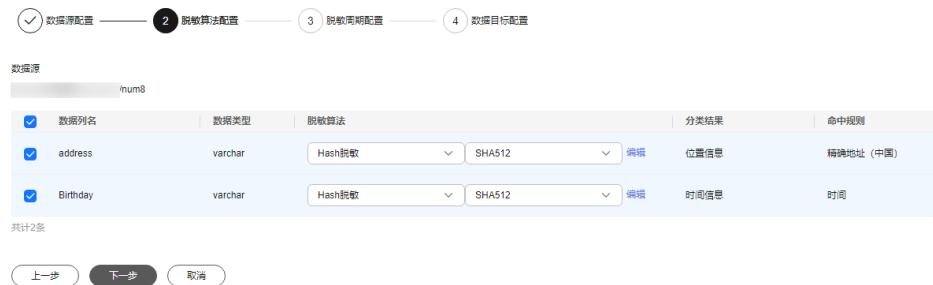 数据源配置 2 脱敏算法配置 3 脱敏周期配置 4 数据目标配置
数据源
/num8
数据列名 数据类型 脱敏算法 分类结果 命中规则
address varchar Hash脱敏 SHA512 编辑 位置信息 精确地址（中国）
Birthday varchar Hash脱敏 SHA512 编辑 时间信息 时间
共计2条
上一步 下一步 取消